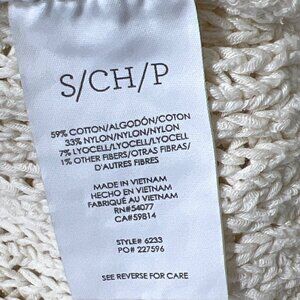 S/CH/P
59% COTTON/ALGODÓN/COTON
33% NYLON/NYLON/NYLON
7% LYOCELL/LYOCELL/LYOCELL
1% OTHER FIBERS/OTRAS FIBRAS/
D'AUTRES FIBRES
MADE IN VIETNAM
HECHO EN VIETNAM
FABRIQUÉ AU VIETNAM
RN#54077
CA#59814
STYLE# 6233
PO# 227596
SEE REVERSE FOR CARE